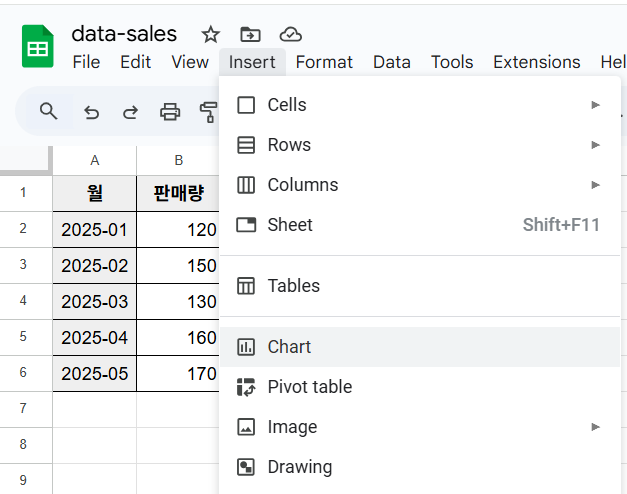 data-sales
File Edit View Insert Format Data Tools Extensions Hel
Cells
Rows
Columns
Sheet Shift+F11
Tables
Chart
Pivot table
Image
Drawing
A B
1 월 판매량
2 2025-01 120
3 2025-02 150
4 2025-03 130
5 2025-04 160
6 2025-05 170
7
8
9